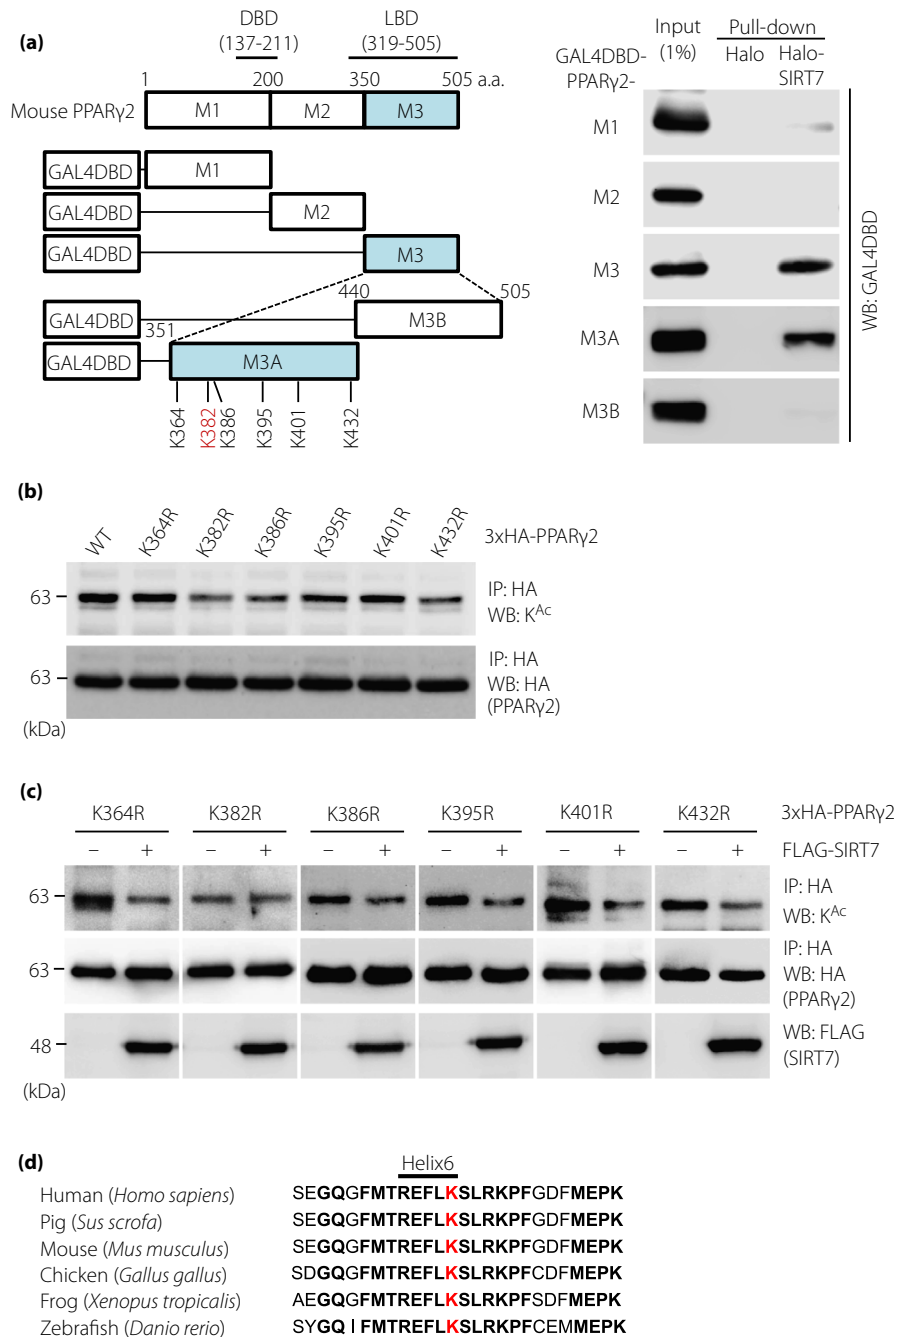 (a)
DBD
(137-211)
LBD
(319-505)
1 200 350 505 a.a.
Mouse PPARγ2 M1 M2 M3
GAL4DBD M1
GAL4DBD M2
GAL4DBD M3
440 505
GAL4DBD M3B
351
GAL4DBD M3A
K364 K382 K386 K395 K401 K432
Input
(1%)
Pull-down
GAL4DBD-
PPARγ2-
Halo
Halo-
SIRT7
M1
M2
M3
M3A
M3B
WB: GAL4DBD
(b)
WT K364R K382R K386R K395R K401R K432R 3xHA-PPARγ2
63
IP: HA
WB: K^Ac
63
IP: HA
WB: HA
(PPARγ2)
(kDa)
(c)
K364R K382R K386R K395R K401R K432R 3xHA-PPARγ2
− + − + − + − + − + − + FLAG-SIRT7
63
IP: HA
WB: K^Ac
63
IP: HA
WB: HA
(PPARγ2)
48
WB: FLAG
(SIRT7)
(kDa)
(d)
Helix6
Human (Homo sapiens) SEGQGFMTREFLKSLRKPFGDFMEPK
Pig (Sus scrofa) SEGQGFMTREFLKSLRKPFGDFMEPK
Mouse (Mus musculus) SEGQGFMTREFLKSLRKPFGDFMEPK
Chicken (Gallus gallus) SDGQGFMTREFLKSLRKPFCDFMEPK
Frog (Xenopus tropicalis) AEGQGFMTREFLKSLRKPFSDFMEPK
Zebrafish (Danio rerio) SYGQIFMTREFLKSLRKPFCEMMEPK